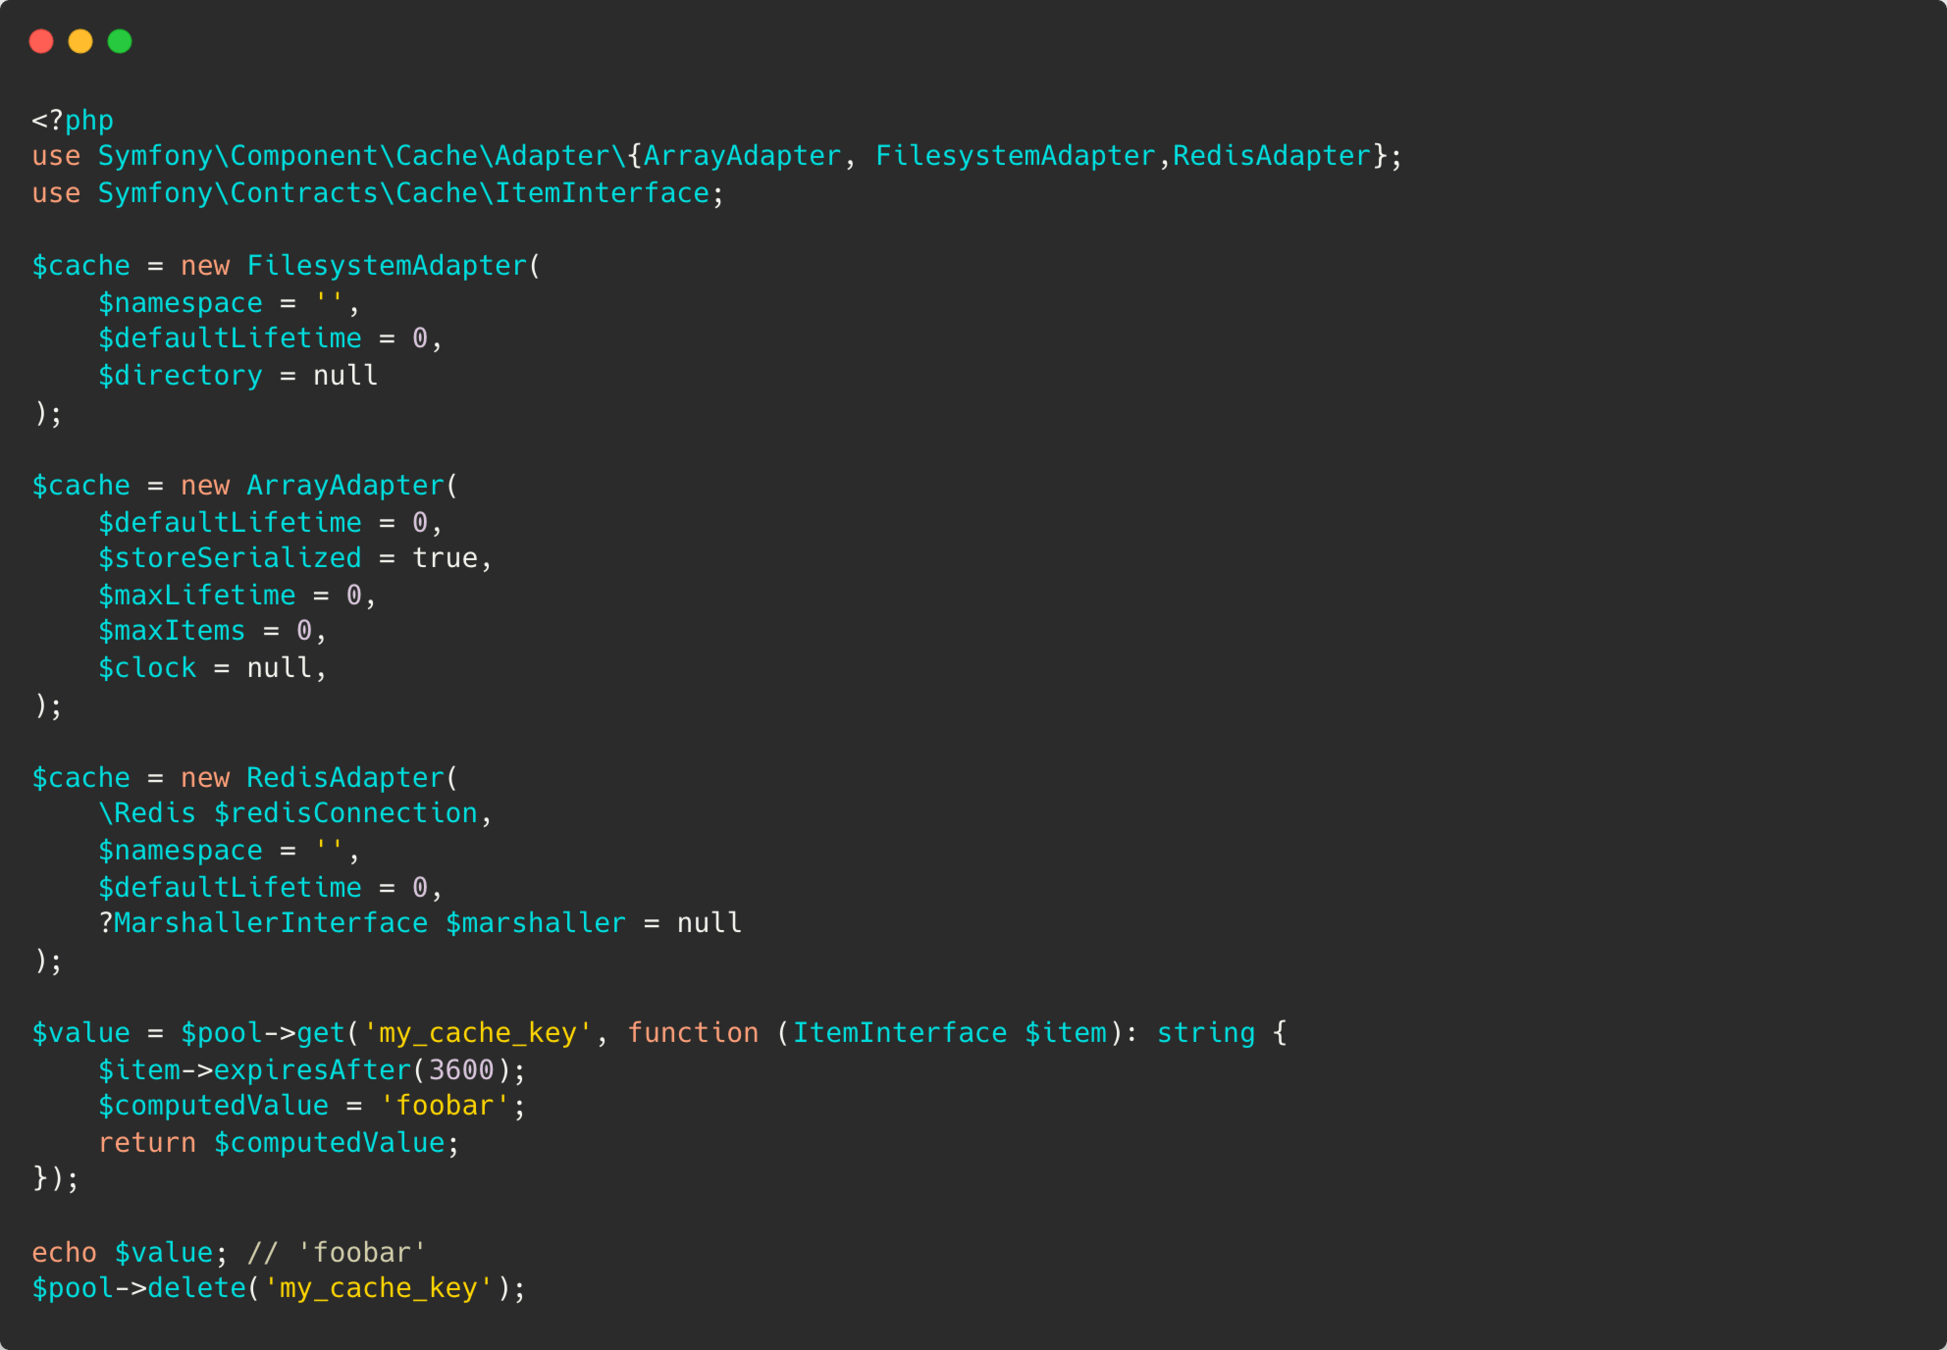 <?php
use Symfony\Component\Cache\Adapter\{ArrayAdapter, FilesystemAdapter,RedisAdapter};
use Symfony\Contracts\Cache\ItemInterface;

$cache = new FilesystemAdapter(
    $namespace = '',
    $defaultLifetime = 0,
    $directory = null
);

$cache = new ArrayAdapter(
    $defaultLifetime = 0,
    $storeSerialized = true,
    $maxLifetime = 0,
    $maxItems = 0,
    $clock = null,
);

$cache = new RedisAdapter(
    \Redis $redisConnection,
    $namespace = '',
    $defaultLifetime = 0,
    ?MarshallerInterface $marshaller = null
);

$value = $pool->get('my_cache_key', function (ItemInterface $item): string {
    $item->expiresAfter(3600);
    $computedValue = 'foobar';
    return $computedValue;
});

echo $value; // 'foobar'
$pool->delete('my_cache_key');